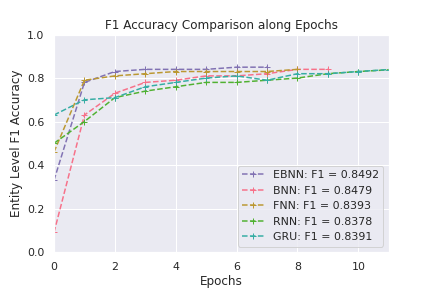 F1 Accuracy Comparison along Epochs
Entity Level F1 Accuracy
1.0
0.8
0.6
0.4
0.2
0.0
EBNN: F1 = 0.8492
BNN: F1 = 0.8479
FNN: F1 = 0.8393
RNN: F1 = 0.8378
GRU: F1 = 0.8391
0 2 4 6 8 10
Epochs